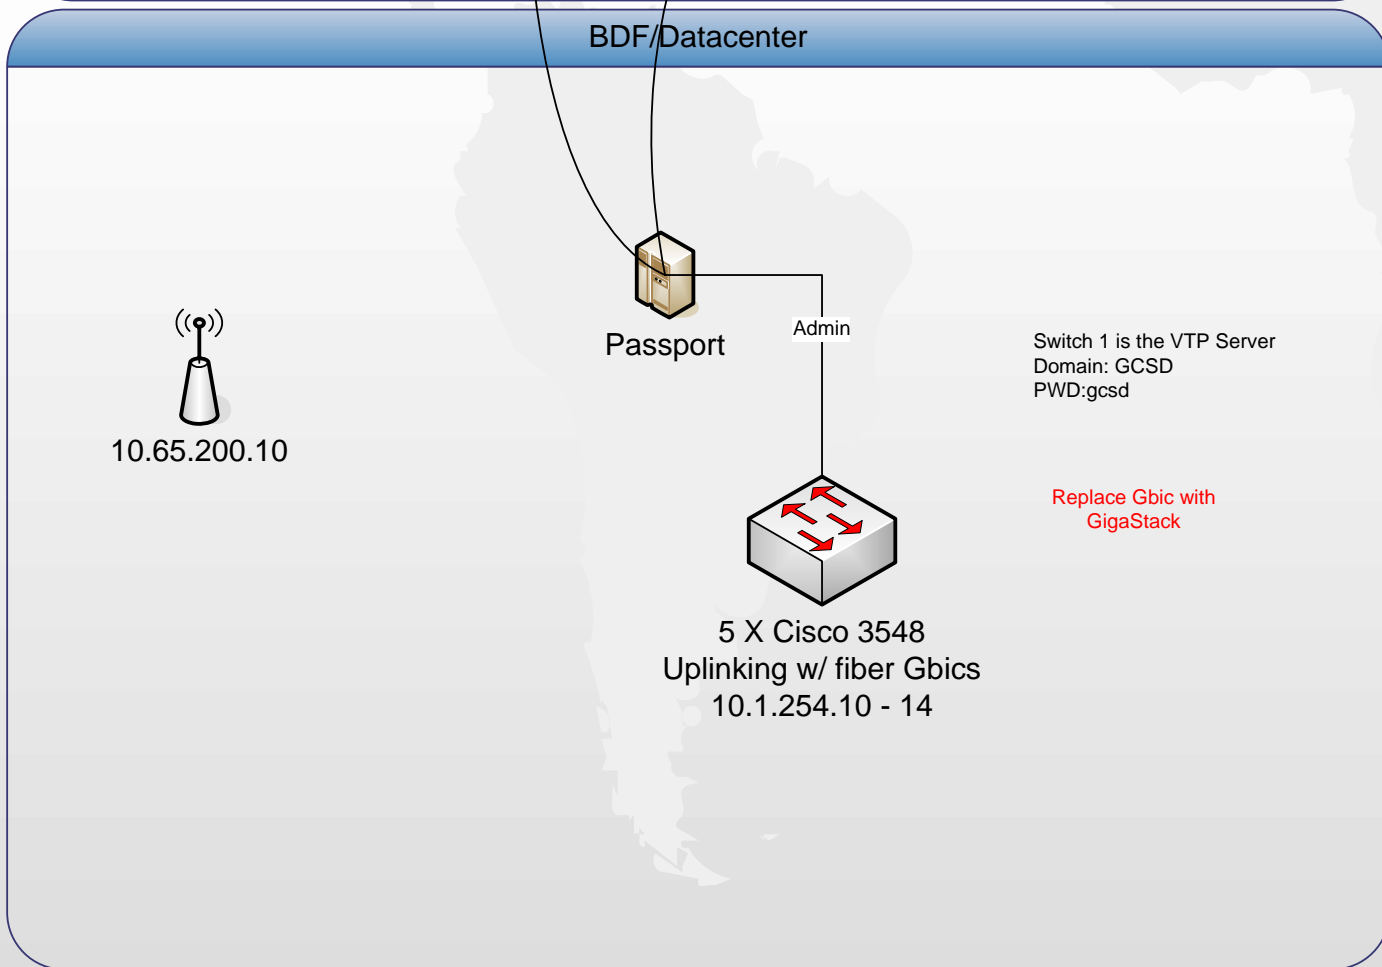 BDF/Datacenter
Passport
Admin
10.65.200.10
Switch 1 is the VTP Server
Domain: GCSD
PWD:gcsd
Replace Gbic with
GigaStack
5 X Cisco 3548
Uplinking w/ fiber Gbics
10.1.254.10 - 14